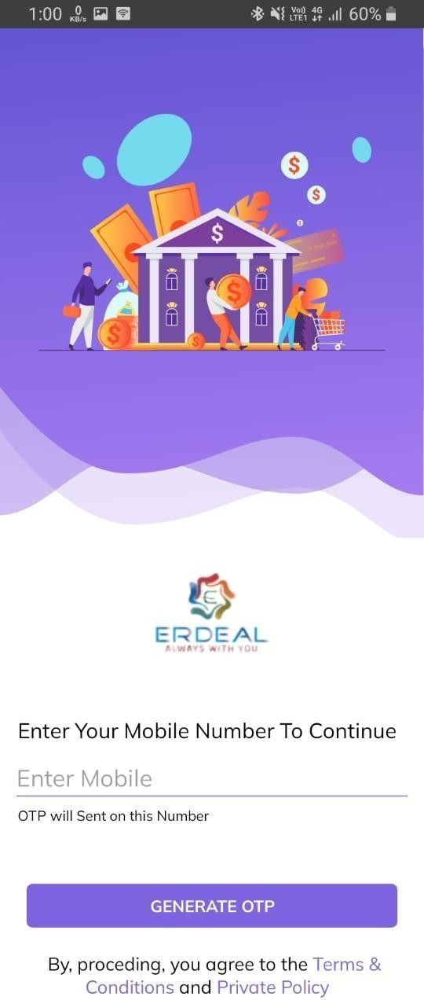 1:00 0 KB/s Vo)) LTE1 4G 60%
$
$
$
$
$
$
ERDEAL
ALWAYS WITH YOU
Enter Your Mobile Number To Continue
Enter Mobile
OTP will Sent on this Number
GENERATE OTP
By, proceding, you agree to the Terms &
Conditions and Private Policy